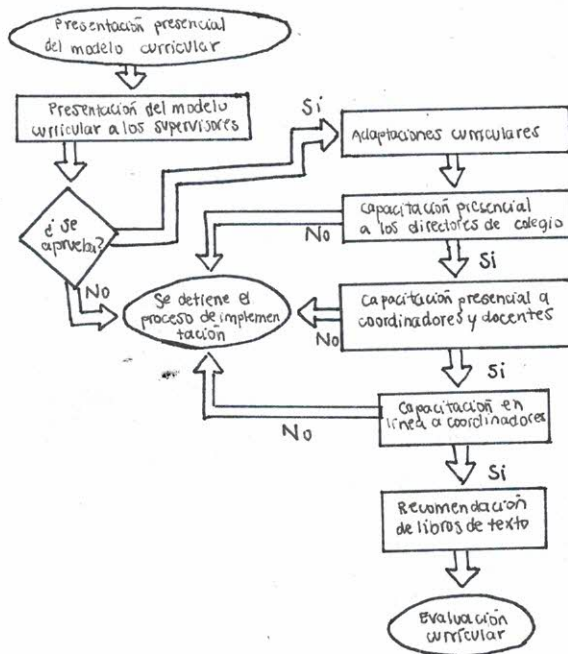 Presentación presencial
del modelo curricular
Presentación del modelo
curricular a los supervisores
¿ se
aprueba?
Si
No
Adaptaciones curriculares
Capacitación presencial
a los directores de colegio
No
Si
Se detiene el
proceso de implemen
tación
Capacitación presencial a
coordinadores y docentes
No
Si
Capacitación en
línea a coordinadores
No
Si
Recomendación
de libros de texto
Evaluación
curricular